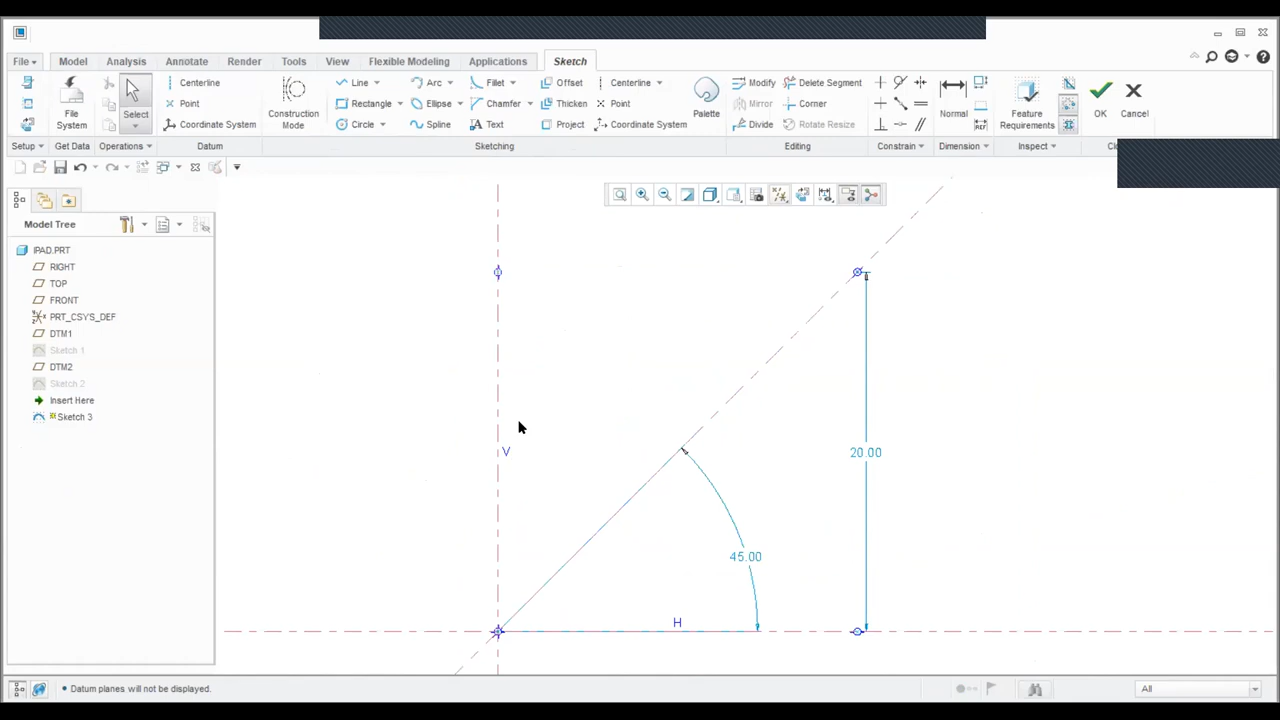 File Model Analysis Annotate Render Tools View Flexible Modeling Applications Sketch
Centerline Line Arc Fillet Offset Centerline Modify Delete Segment
Point Rectangle Ellipse Chamfer Thicken Point Mirror Corner
Coordinate System Circle Spline Text Project Coordinate System Divide Rotate Resize
File System Select Construction Mode Palette Normal Feature Requirements OK Cancel
REF
Setup Get Data Operations Datum Sketching Editing Constrain Dimension Inspect Cl
Model Tree
IPAD.PRT
RIGHT
TOP
FRONT
PRT_CSYS_DEF
DTM1
Sketch 1
DTM2
Sketch 2
Insert Here
Sketch 3
V
20.00
45.00
H
Datum planes will not be displayed.
All